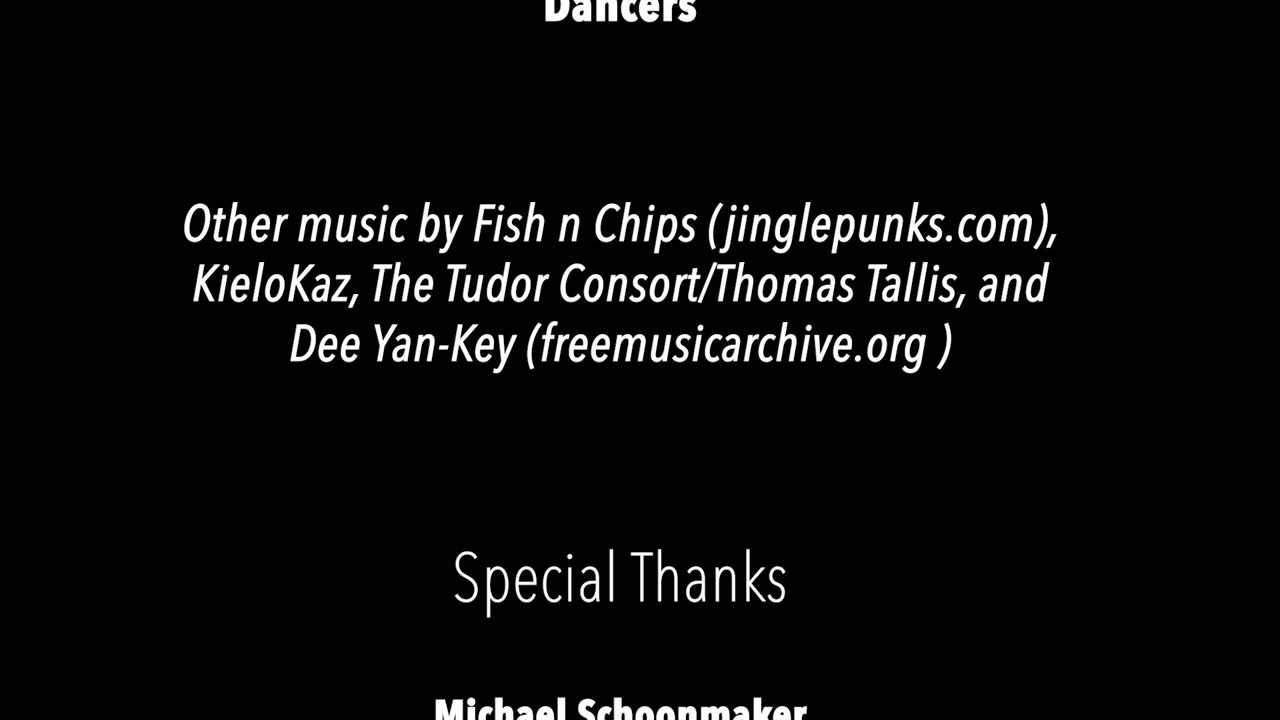 Dancers
Other music by Fish n Chips (jinglepunks.com),
KieloKaz, The Tudor Consort/Thomas Tallis, and
Dee Yan-Key (freemusicarchive.org )
Special Thanks
Michael Schoonmaker